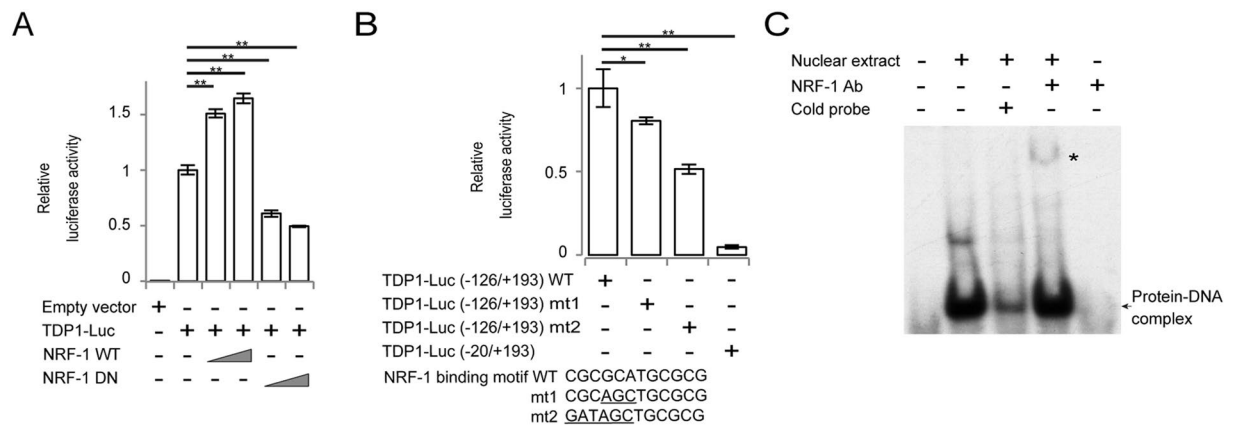 A
** 
**
**
**
Relative
luciferase activity
1.5
1
0.5
0
Empty vector + - - - - -
TDP1-Luc - + + + + +
NRF-1 WT - - - -
NRF-1 DN - - - -
B
**
**
*
Relative
luciferase activity
1
0.5
0
TDP1-Luc (-126/+193) WT + - - -
TDP1-Luc (-126/+193) mt1 - + - -
TDP1-Luc (-126/+193) mt2 - - + -
TDP1-Luc (-20/+193) - - - +
NRF-1 binding motif WT CGCGCATGCGCG
mt1 CGCAGCTGCGCG
mt2 GATAGCTGCGCG
C
Nuclear extract - + + + -
NRF-1 Ab - - - + +
Cold probe - - + - -
*
Protein-DNA
complex